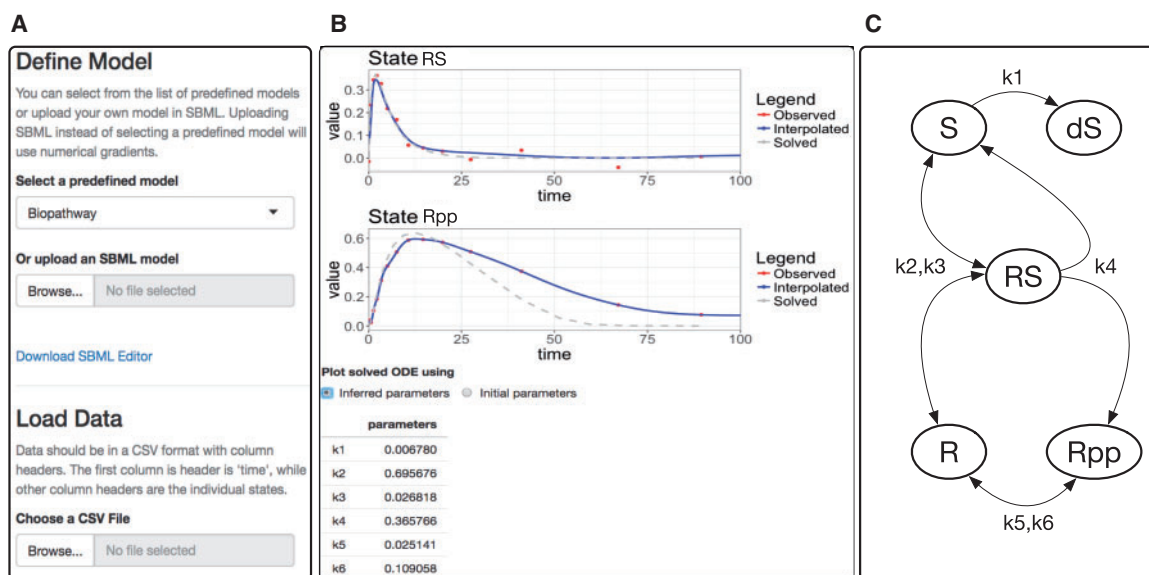 A
Define Model
You can select from the list of predefined models
or upload your own model in SBML. Uploading
SBML instead of selecting a predefined model will
use numerical gradients.
Select a predefined model
Biopathway
Or upload an SBML model
Browse... No file selected
Download SBML Editor
Load Data
Data should be in a CSV format with column
headers. The first column is header is 'time', while
other column headers are the individual states.
Choose a CSV File
Browse... No file selected
B
State RS
value
0.3
0.2
0.1
0.0
0 25 50 75 100
time
Legend
Observed
Interpolated
Solved
State Rpp
value
0.6
0.4
0.2
0.0
0 25 50 75 100
time
Legend
Observed
Interpolated
Solved
Plot solved ODE using
Inferred parameters Initial parameters
parameters
k1 0.006780
k2 0.695676
k3 0.026818
k4 0.365766
k5 0.025141
k6 0.109058
C
k1
S dS
k2,k3 RS k4
R Rpp
k5,k6